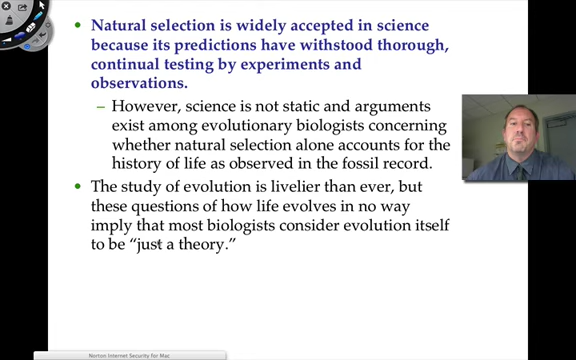 • Natural selection is widely accepted in science
because its predictions have withstood thorough,
continual testing by experiments and
observations.
– However, science is not static and arguments
exist among evolutionary biologists concerning
whether natural selection alone accounts for the
history of life as observed in the fossil record.
• The study of evolution is livelier than ever, but
these questions of how life evolves in no way
imply that most biologists consider evolution itself
to be “just a theory.”
Norton Internet Security for Mac